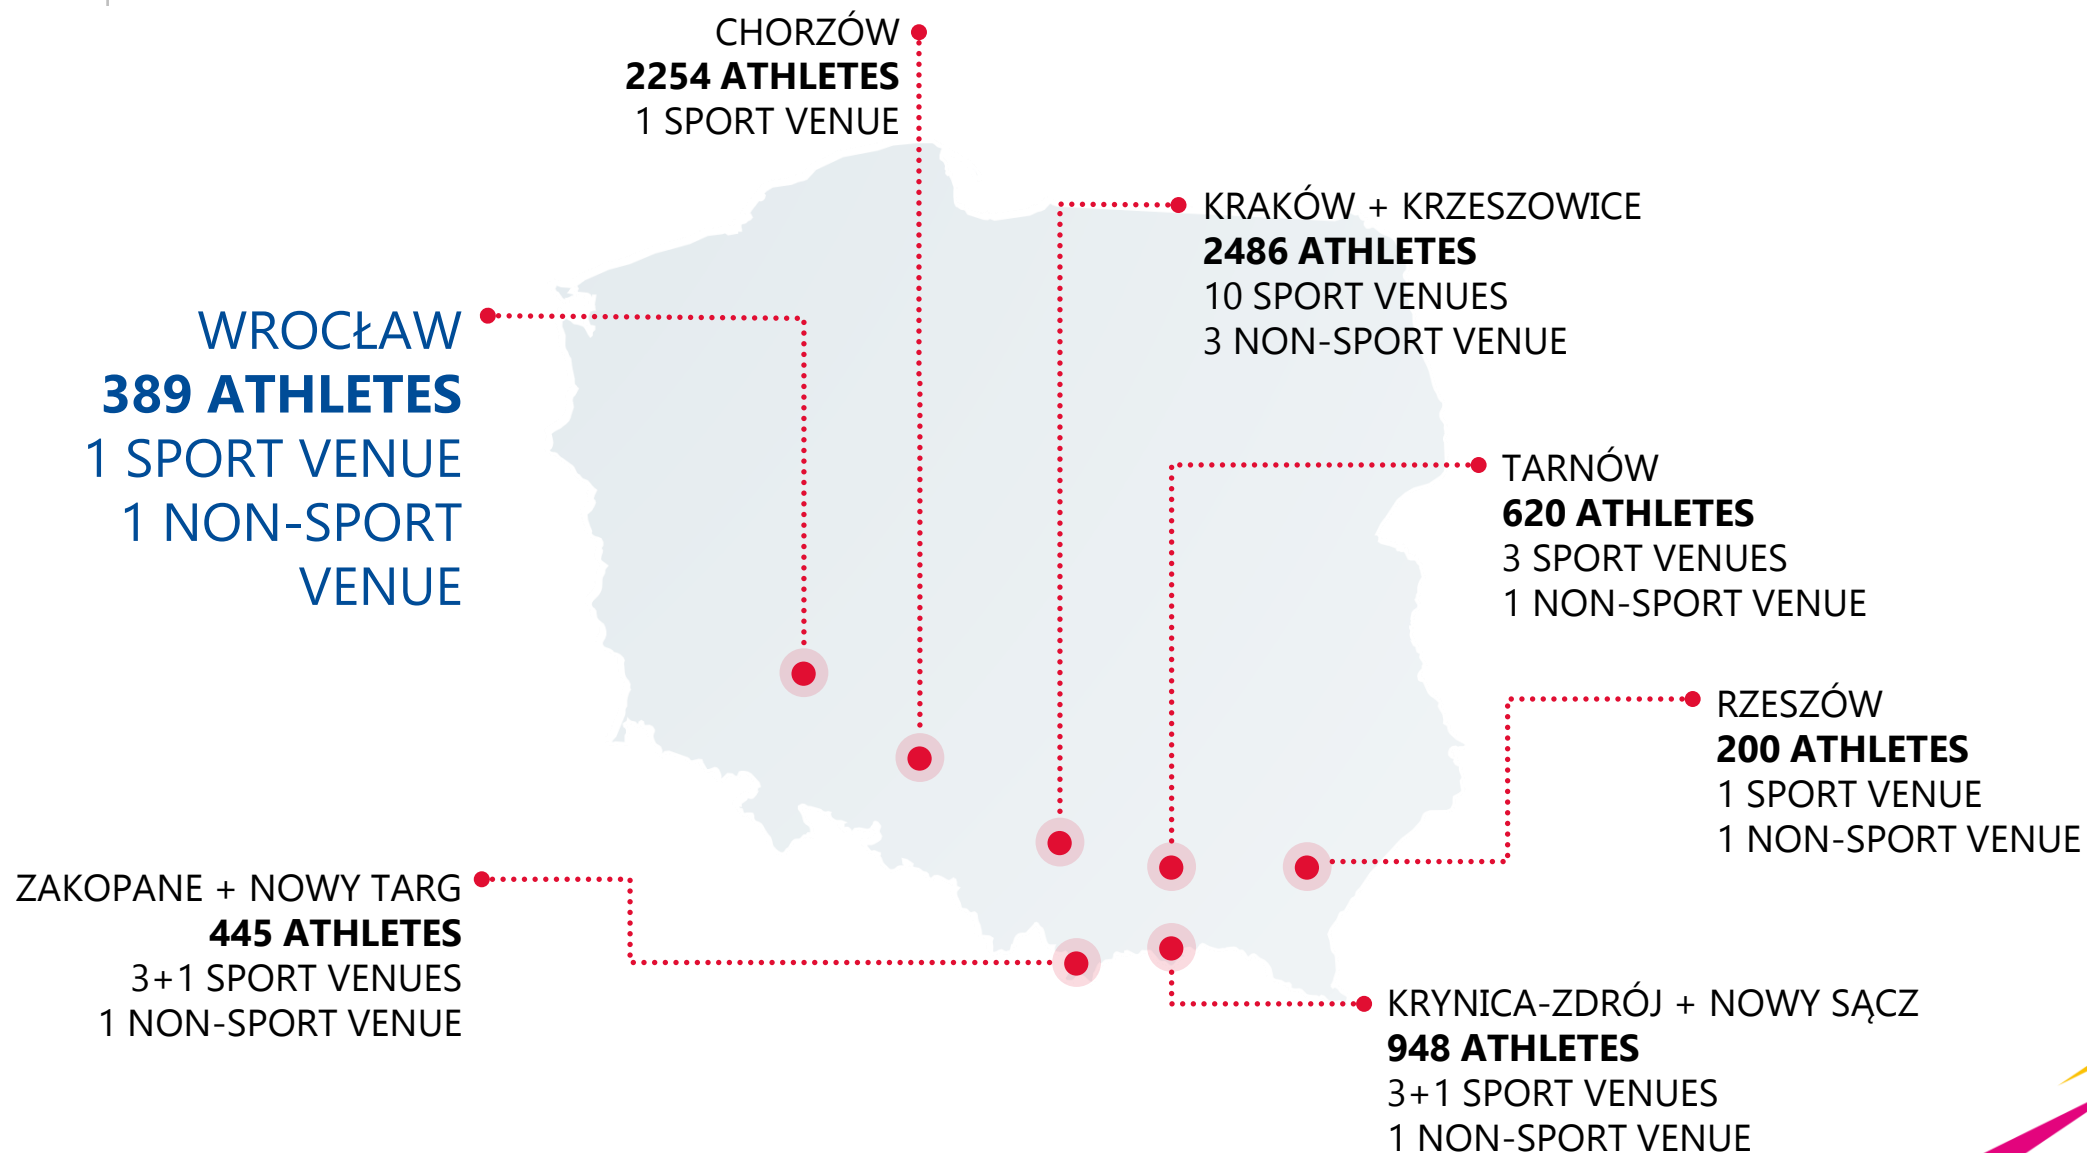 CHORZÓW
2254 ATHLETES
1 SPORT VENUE
KRAKÓW + KRZESZOWICE
2486 ATHLETES
10 SPORT VENUES
3 NON-SPORT VENUE
WROCŁAW
389 ATHLETES
1 SPORT VENUE
1 NON-SPORT
VENUE
TARNÓW
620 ATHLETES
3 SPORT VENUES
1 NON-SPORT VENUE
RZESZÓW
200 ATHLETES
1 SPORT VENUE
1 NON-SPORT VENUE
ZAKOPANE + NOWY TARG
445 ATHLETES
3+1 SPORT VENUES
1 NON-SPORT VENUE
KRYNICA-ZDRÓJ + NOWY SĄCZ
948 ATHLETES
3+1 SPORT VENUES
1 NON-SPORT VENUE